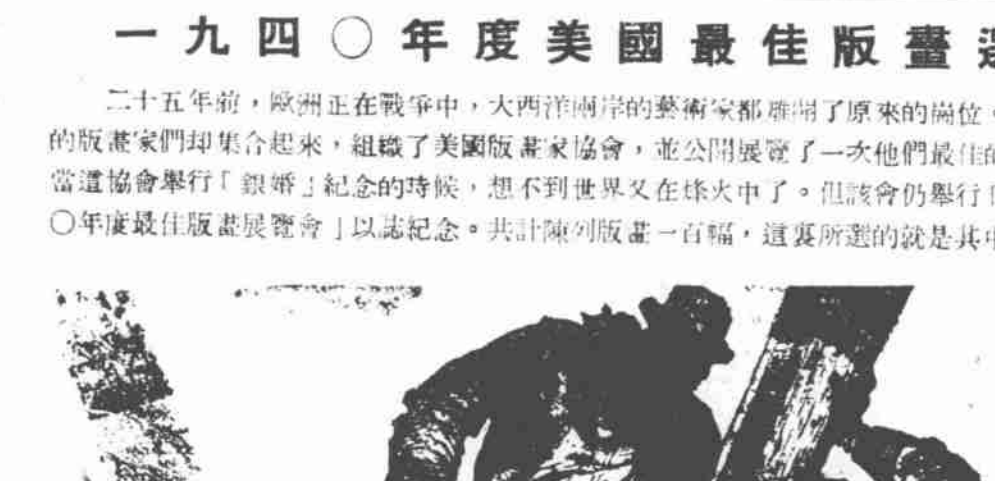 一九四〇年度美國最佳版畫選
二十五年前，歐洲正在戰爭中，大西洋兩岸的藝術家都離開了原來的崗位，
的版畫家們却集合起來，組織了美國版畫家協會，並公開展覽了一次他們最佳的
當這協會舉行「銀婚」紀念的時候，想不到世界又在烽火中了。但該會仍舉行
〇年度最佳版畫展覽會」以誌紀念。共計陳列版畫一百幅，這裏所選的就是其中